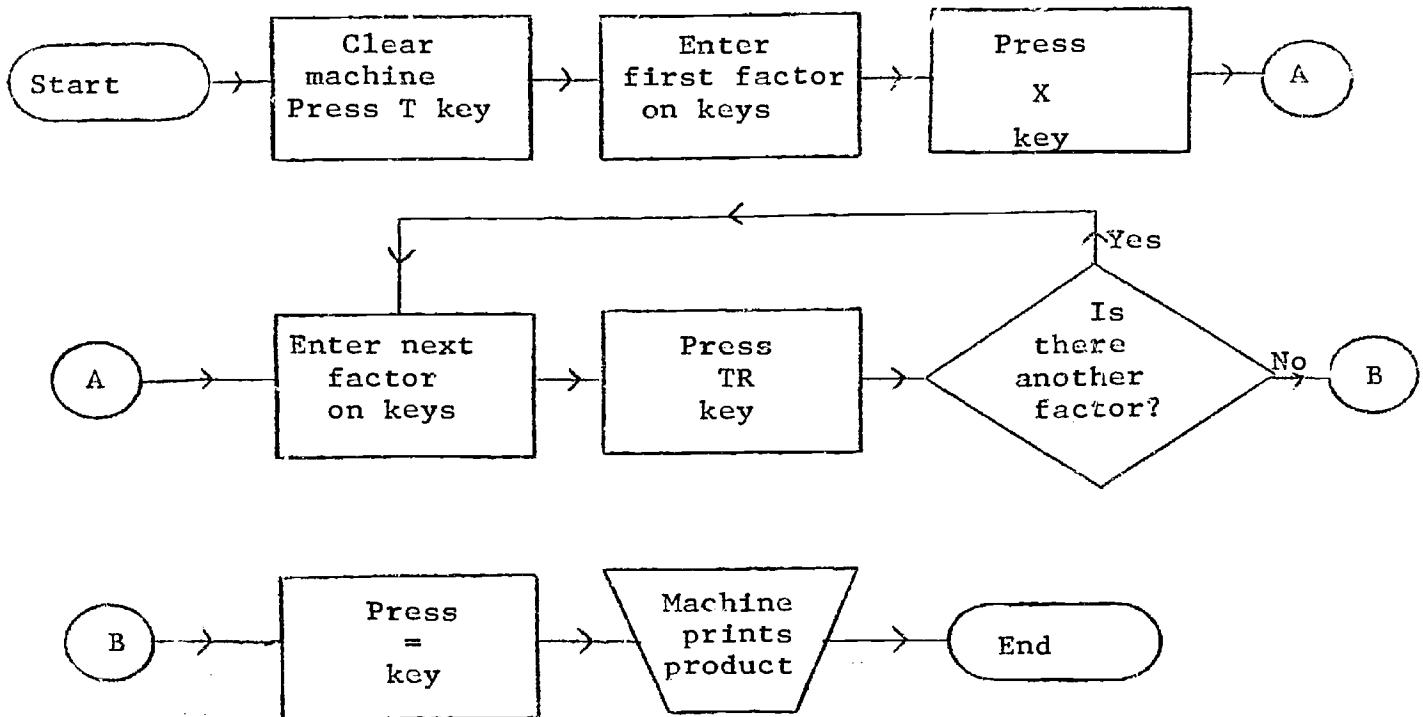 Start
Clear
machine
Press T key
Enter
first factor
on keys
Press
X
key
A
Yes
A
Enter next
factor
on keys
Press
TR
key
Is
there
another
factor?
No
B
B
Press
=
key
Machine
prints
product
End